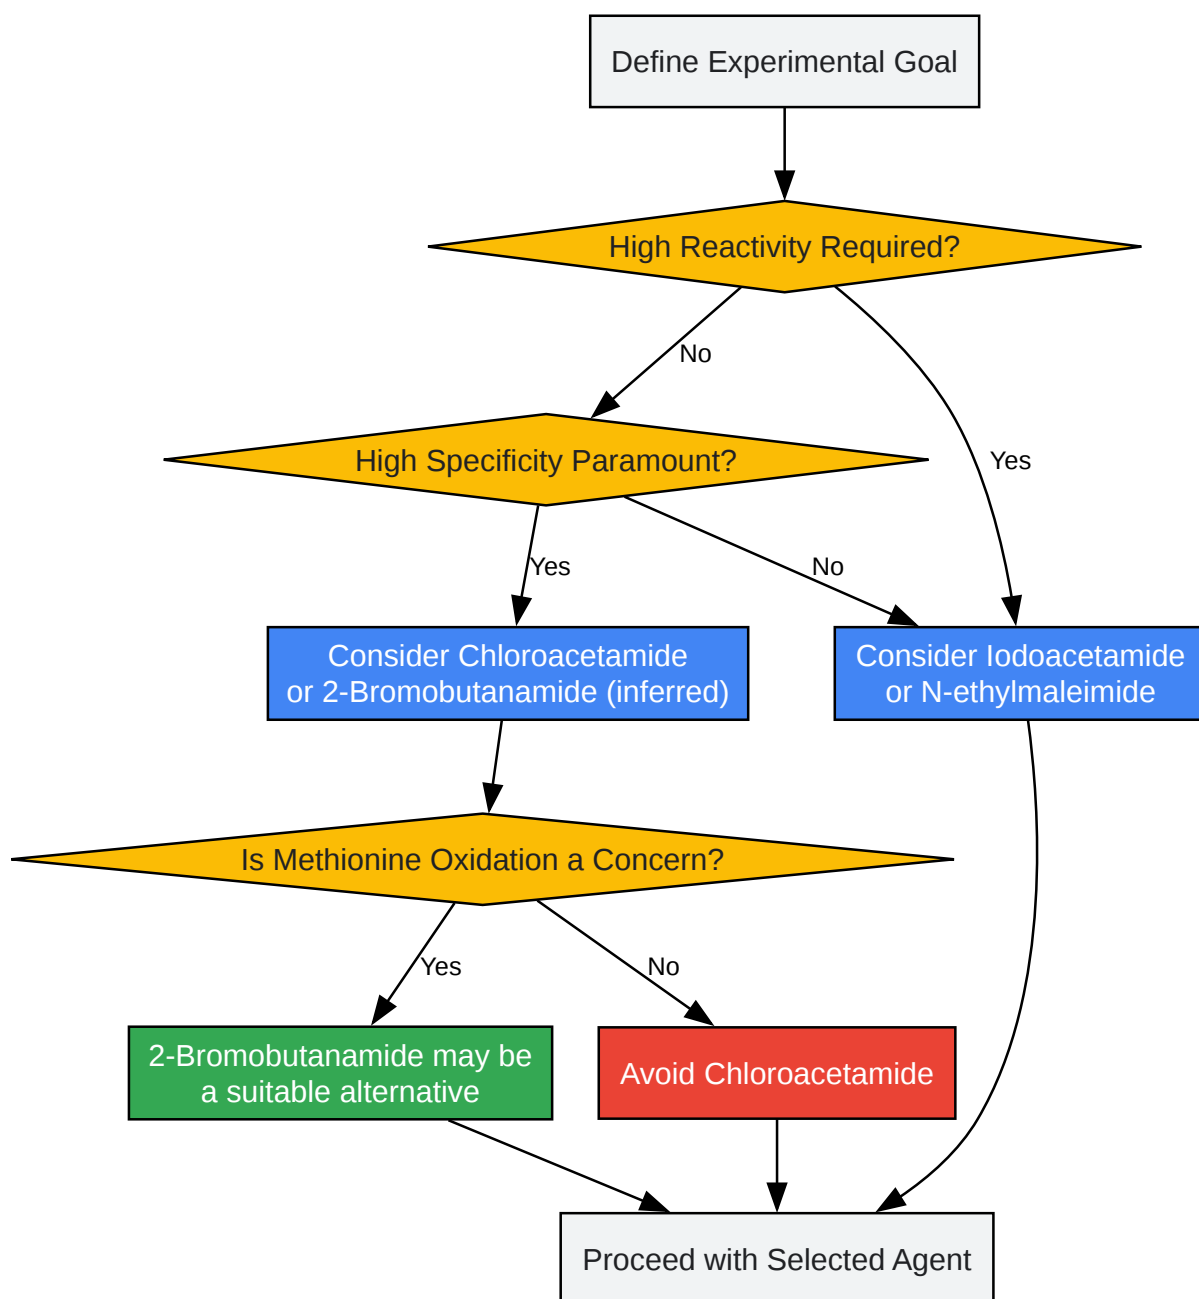 Define Experimental Goal
High Reactivity Required?
No
High Specificity Paramount?
Yes
Yes
No
Consider Chloroacetamide
or 2-Bromobutanamide (inferred)
Consider Iodoacetamide
or N-ethylmaleimide
Is Methionine Oxidation a Concern?
Yes
No
2-Bromobutanamide may be
a suitable alternative
Avoid Chloroacetamide
Proceed with Selected Agent